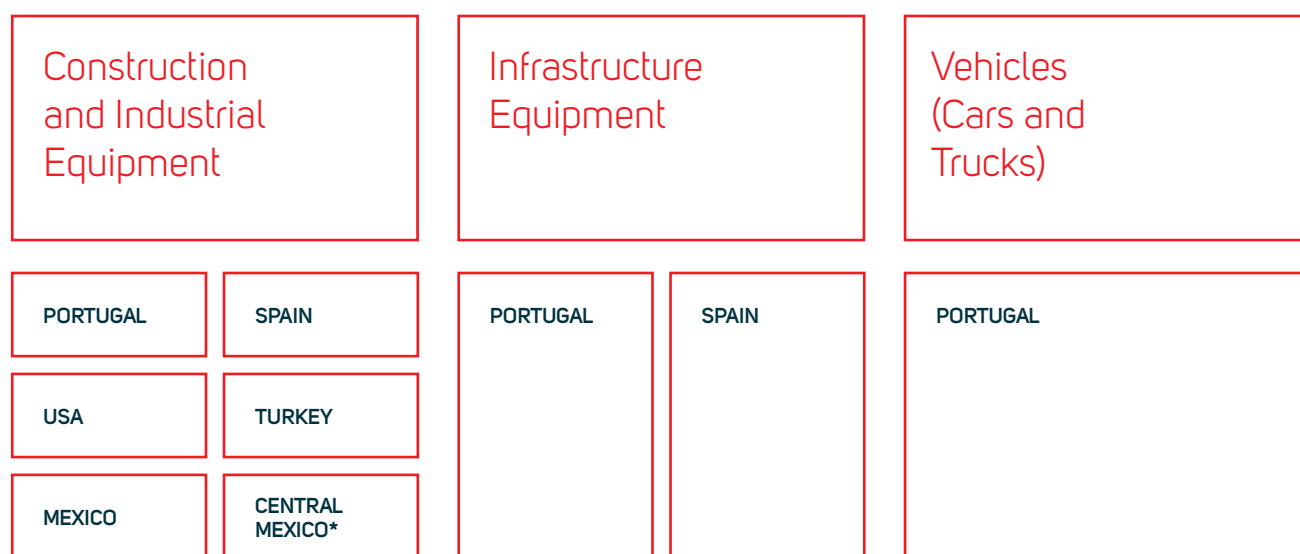 Construction
and Industrial
Equipment
Infrastructure
Equipment
Vehicles
(Cars and
Trucks)
PORTUGAL
SPAIN
USA
TURKEY
MEXICO
CENTRAL
MEXICO*
PORTUGAL
SPAIN
PORTUGAL